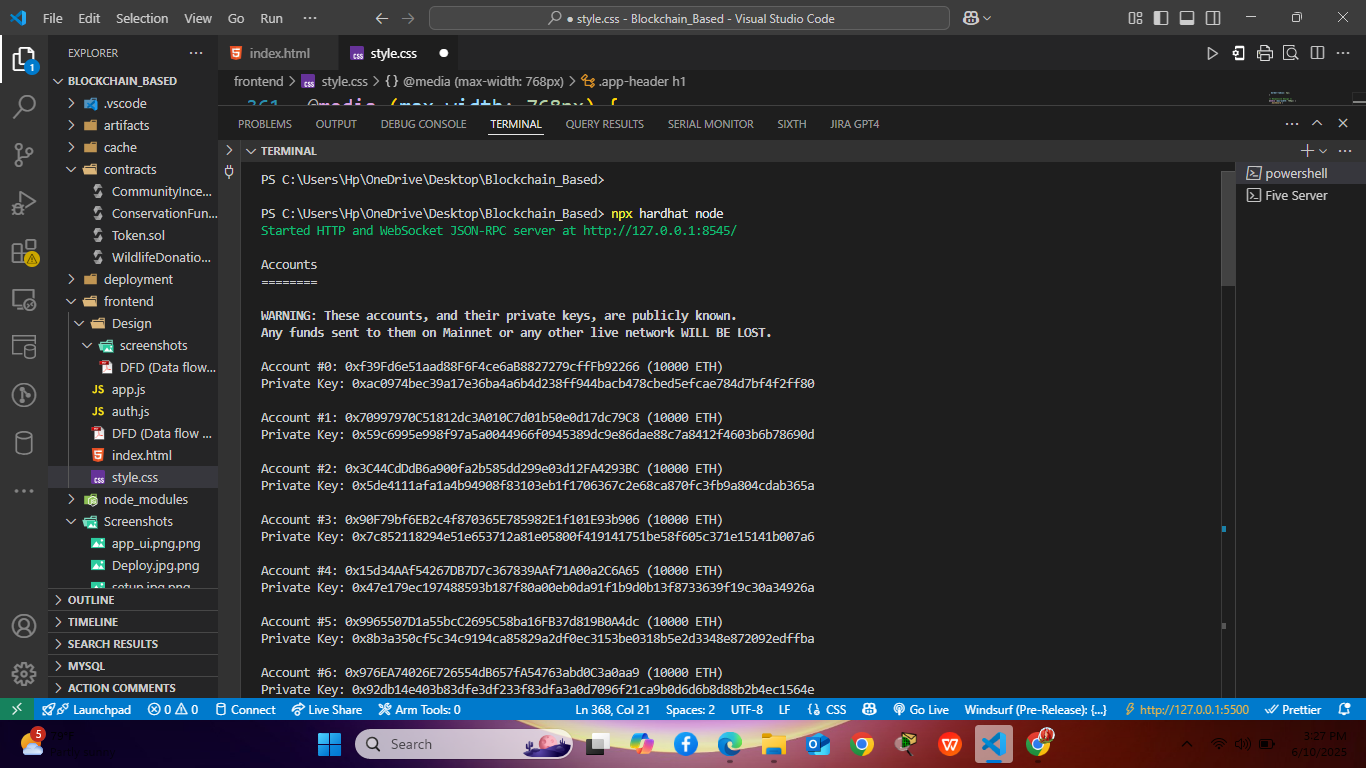 File Edit Selection View Go Run ··· style.css - Blockchain_Based - Visual Studio Code
EXPLORER ··· index.html style.css
BLOCKCHAIN_BASED
frontend > style.css > { } @media (max-width: 768px) > .app-header h1
361 @media (max-width: 768px) {
.vscode
artifacts
cache
contracts
CommunityInce...
ConservationFun...
Token.sol
WildlifeDonatio...
deployment
frontend
Design
screenshots
DFD (Data flow...
app.js
auth.js
DFD (Data flow ...
index.html
style.css
node_modules
Screenshots
app_ui.png.png
Deploy.jpg.png
setup.jpg.png
OUTLINE
TIMELINE
SEARCH RESULTS
MYSQL
ACTION COMMENTS
PROBLEMS OUTPUT DEBUG CONSOLE TERMINAL QUERY RESULTS SERIAL MONITOR SIXTH JIRA GPT4
TERMINAL
powershell
Five Server
PS C:\Users\Hp\OneDrive\Desktop\Blockchain_Based>
PS C:\Users\Hp\OneDrive\Desktop\Blockchain_Based> npx hardhat node
Started HTTP and WebSocket JSON-RPC server at http://127.0.0.1:8545/
Accounts
========
WARNING: These accounts, and their private keys, are publicly known.
Any funds sent to them on Mainnet or any other live network WILL BE LOST.
Account #0: 0xf39Fd6e51aad88F6F4ce6aB8827279cffFb92266 (10000 ETH)
Private Key: 0xac0974bec39a17e36ba4a6b4d238ff944bacb478cbed5efcae784d7bf4f2ff80
Account #1: 0x70997970C51812dc3A010C7d01b50e0d17dc79C8 (10000 ETH)
Private Key: 0x59c6995e998f97a5a0044966f0945389dc9e86dae88c7a8412f4603b6b78690d
Account #2: 0x3C44CdDdB6a900fa2b585dd299e03d12FA4293BC (10000 ETH)
Private Key: 0x5de4111afa1a4b94908f83103eb1f1706367c2e68ca870fc3fb9a804cdab365a
Account #3: 0x90F79bf6EB2c4f870365E785982E1f101E93b906 (10000 ETH)
Private Key: 0x7c852118294e51e653712a81e05800f419141751be58f605c371e15141b007a6
Account #4: 0x15d34AAf54267DB7D7c367839AAf71A00a2C6A65 (10000 ETH)
Private Key: 0x47e179ec197488593b187f80a00eb0da91f1b9d0b13f8733639f19c30a34926a
Account #5: 0x9965507D1a55bcC2695C58ba16FB37d819B0A4dc (10000 ETH)
Private Key: 0x8b3a350cf5c34c9194ca85829a2df0ec3153be0318b5e2d3348e872092edffba
Account #6: 0x976EA74026E726554dB657fA54763abd0C3a0aa9 (10000 ETH)
Private Key: 0x92db14e403b83dfe3df233f83dfa3a0d7096f21ca9b0d6d6b8d88b2b4ec1564e
Launchpad 0 0 Connect Live Share Arm Tools: 0 Ln 368, Col 21 Spaces: 2 UTF-8 LF CSS Go Live Windsurf (Pre-Release): {...} http://127.0.0.1:5500 Prettier
5 Search 3:27 PM
6/10/2025